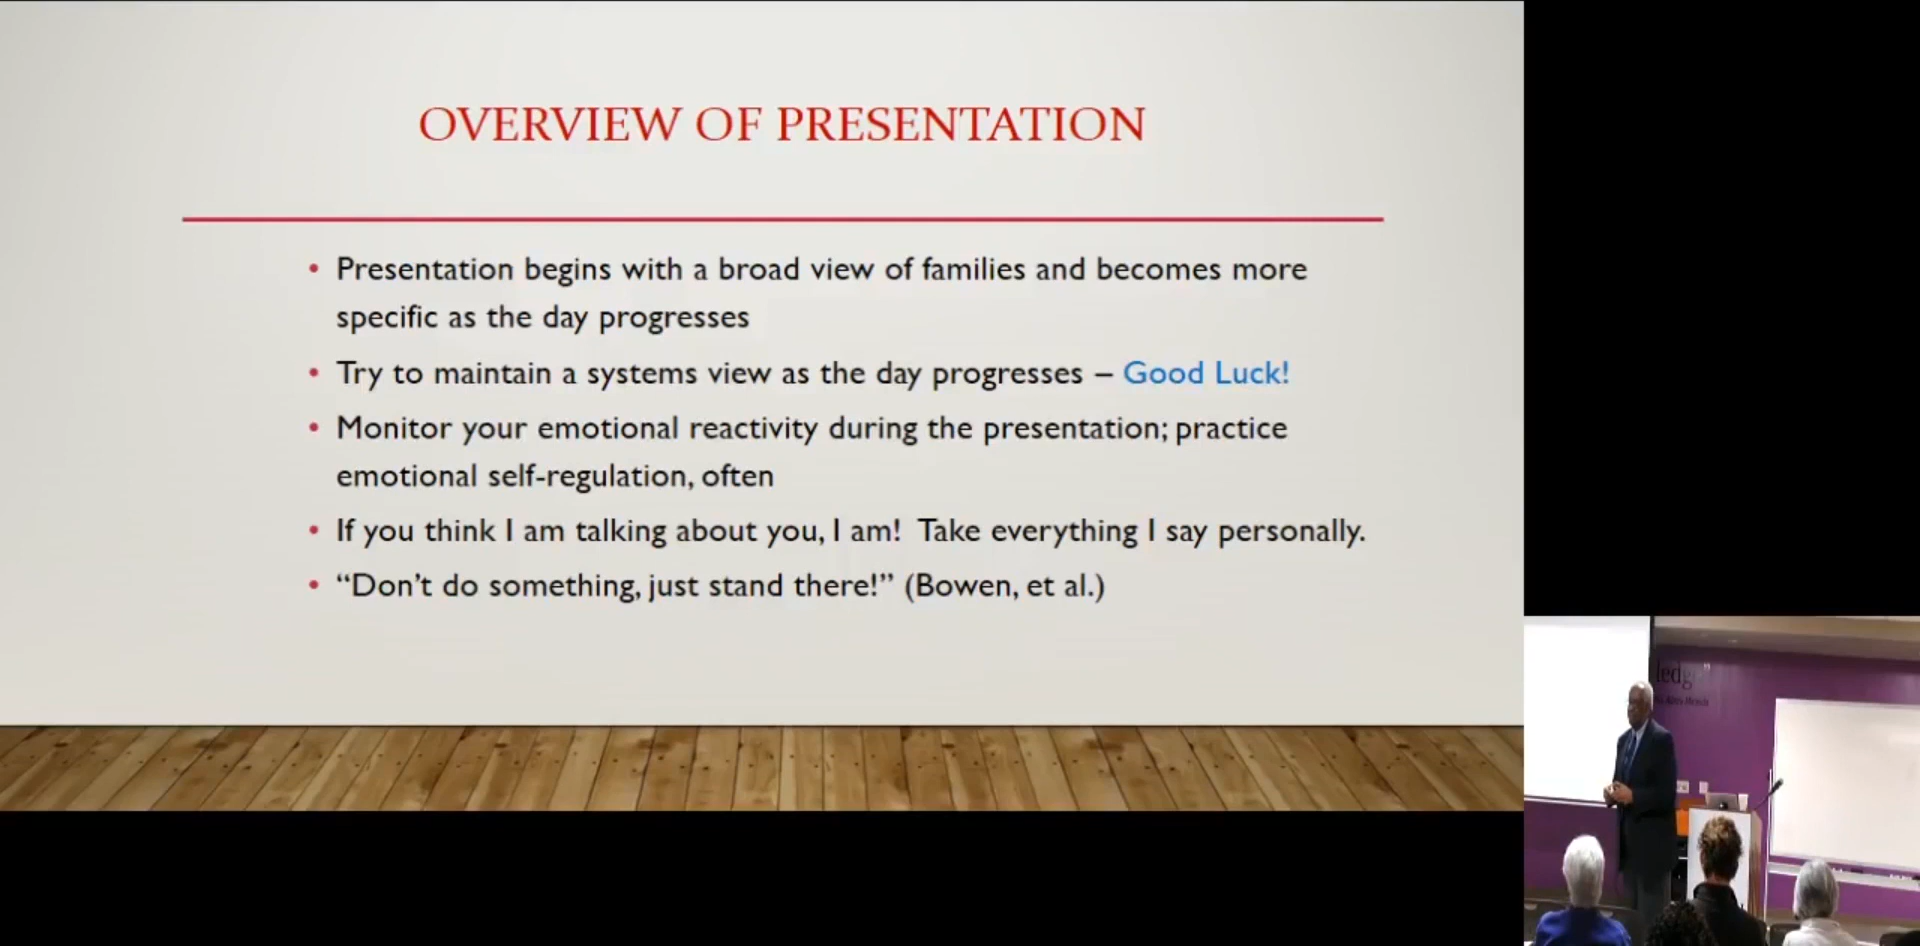 OVERVIEW OF PRESENTATION
• Presentation begins with a broad view of families and becomes more
specific as the day progresses
• Try to maintain a systems view as the day progresses – Good Luck!
• Monitor your emotional reactivity during the presentation; practice
emotional self-regulation, often
• If you think I am talking about you, I am!  Take everything I say personally.
• “Don’t do something, just stand there!” (Bowen, et al.)